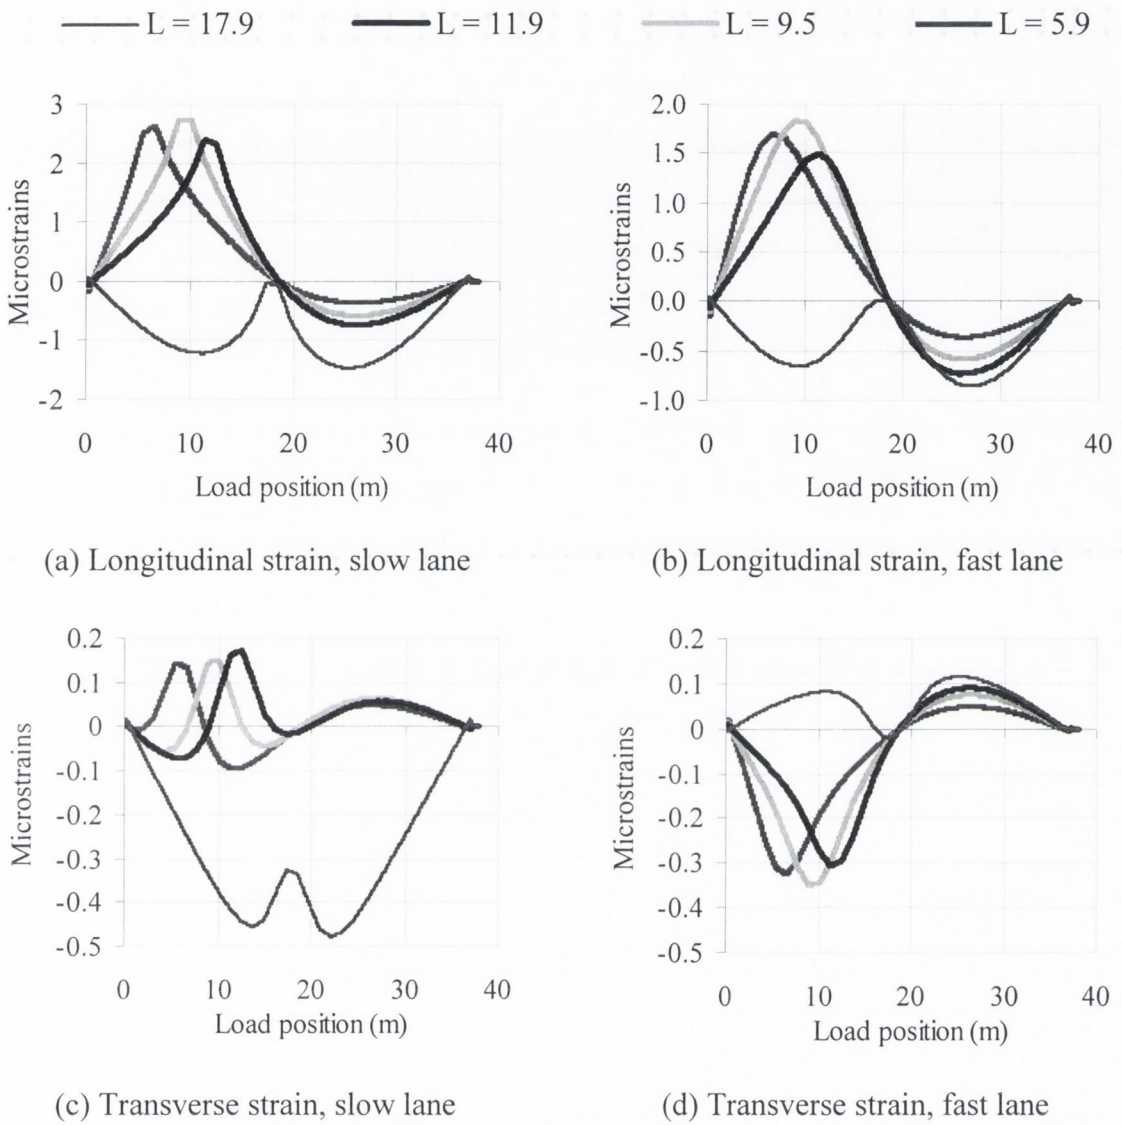 L = 17.9 L = 11.9 L = 9.5 L = 5.9
3
2
1
0
-1
-2
Microstrains
0 10 20 30 40
Load position (m)
(a) Longitudinal strain, slow lane
2.0
1.5
1.0
0.5
0.0
-0.5
-1.0
Microstrains
0 10 20 30 40
Load position (m)
(b) Longitudinal strain, fast lane
0.2
0.1
0
-0.1
-0.2
-0.3
-0.4
-0.5
Microstrains
0 10 20 30 40
Load position (m)
(c) Transverse strain, slow lane
0.2
0.1
0
-0.1
-0.2
-0.3
-0.4
-0.5
Microstrains
0 10 20 30 40
Load position (m)
(d) Transverse strain, fast lane